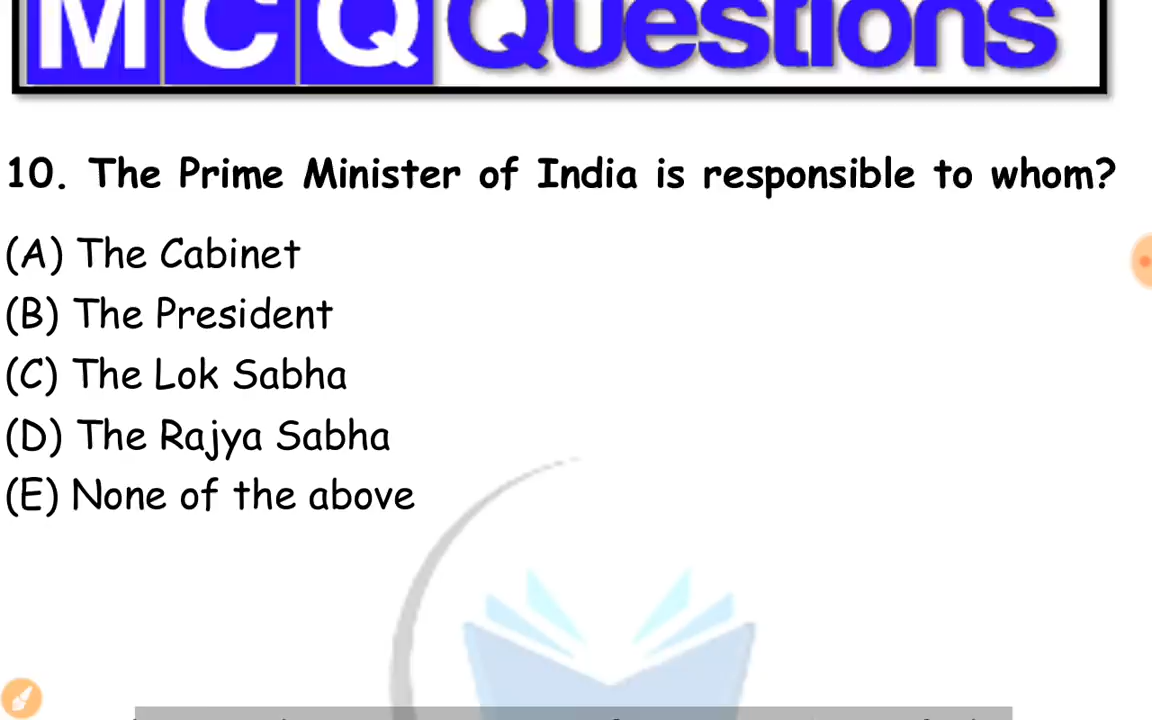 MCQ Questions
10. The Prime Minister of India is responsible to whom?
(A) The Cabinet
(B) The President
(C) The Lok Sabha
(D) The Rajya Sabha
(E) None of the above